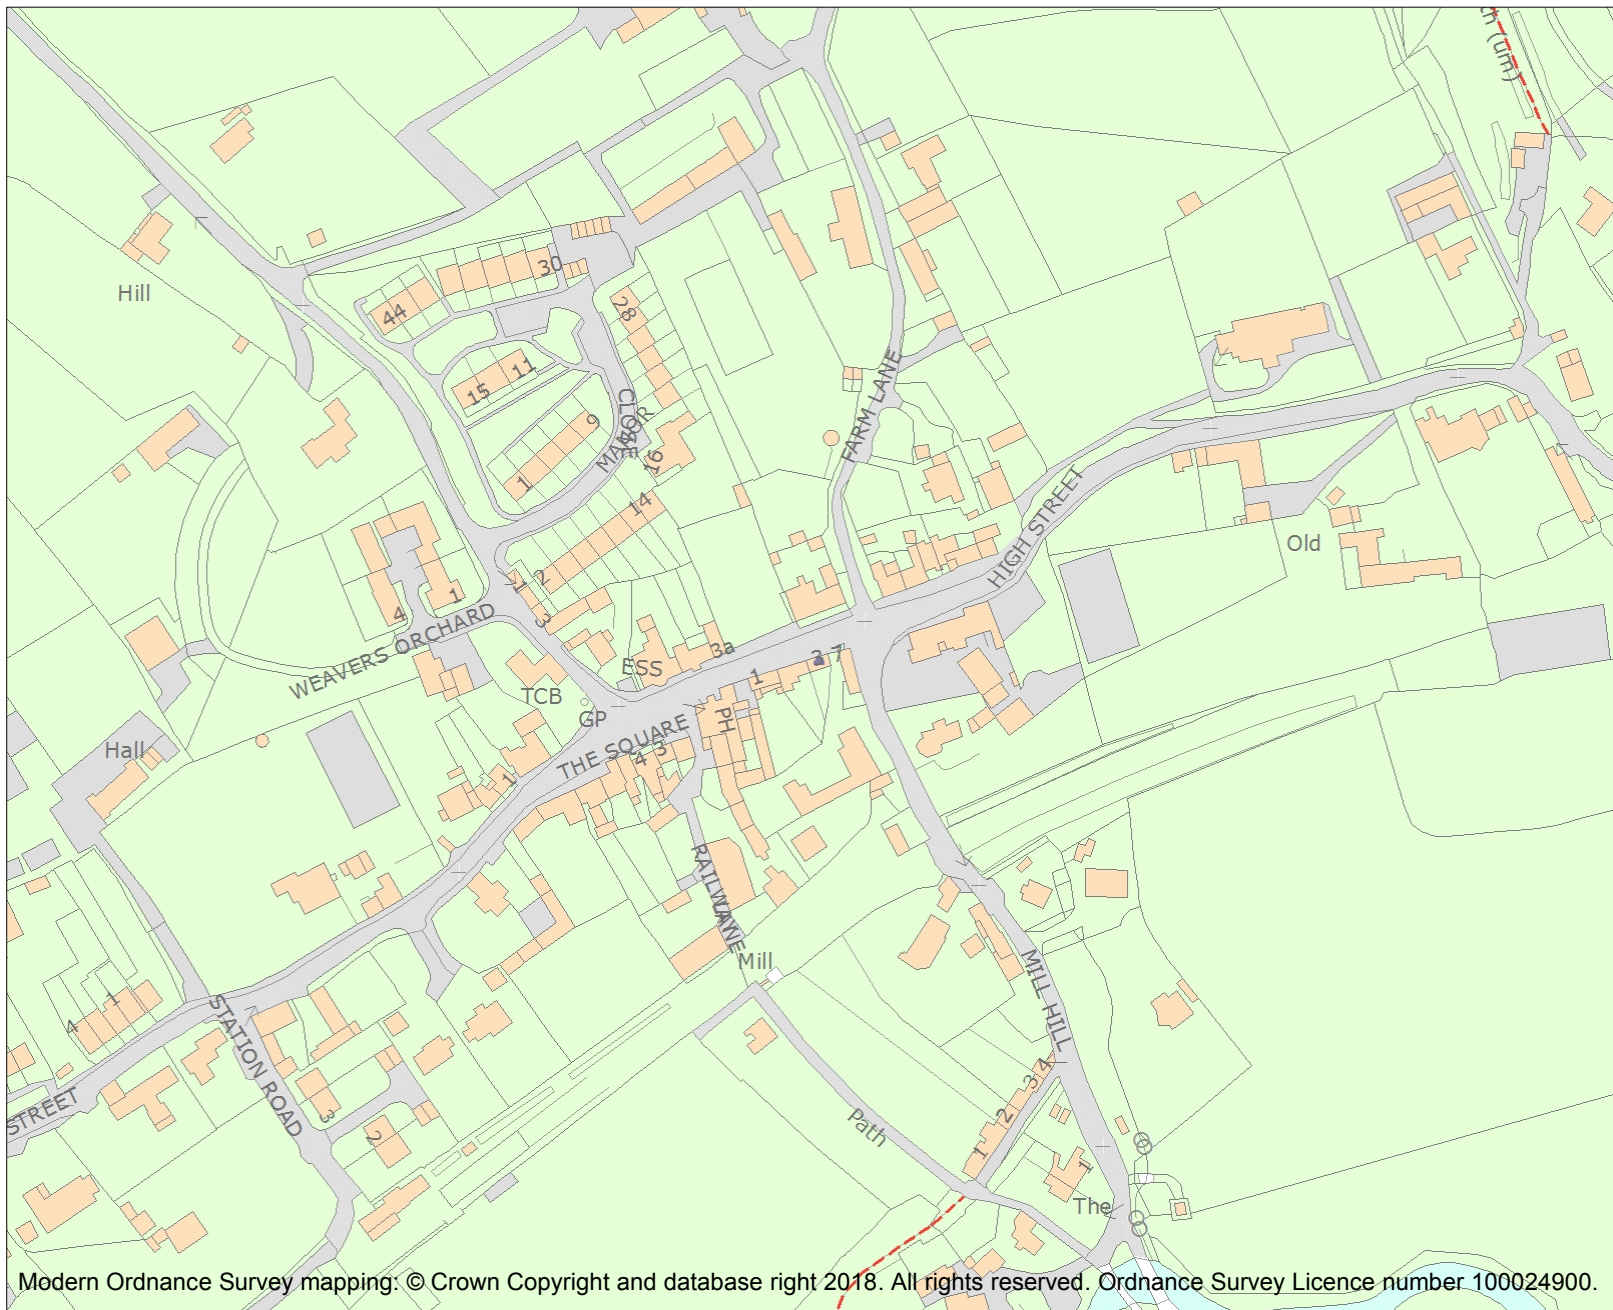 th (um)
Hill
30
44
28
15
11
9
1
MANOR
CLOSE
16
14
FARM LANE
HIGH STREET
Old
1
2
3
4
1
WEAVERS ORCHARD
ESS
3a
3
7
1
TCB
GP
PH
THE SQUARE
4
3
1
Hall
RAILWAY
LANE
Mill
MILL HILL
1
4
STATION ROAD
STREET
3
2
Path
4
3
2
1
1
The
Modern Ordnance Survey mapping: © Crown Copyright and database right 2018. All rights reserved. Ordnance Survey Licence number 100024900.